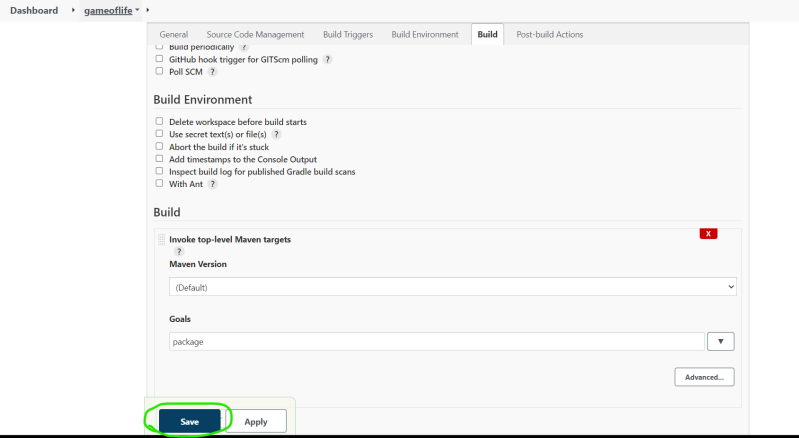 Dashboard gameoflife
General Source Code Management Build Triggers Build Environment Build Post-build Actions
Build periodically ?
GitHub hook trigger for GITScm polling ?
Poll SCM ?
Build Environment
Delete workspace before build starts
Use secret text(s) or file(s) ?
Abort the build if it's stuck
Add timestamps to the Console Output
Inspect build log for published Gradle build scans
With Ant ?
Build
Invoke top-level Maven targets X
?
Maven Version
(Default)
Goals
package
Advanced...
Save Apply